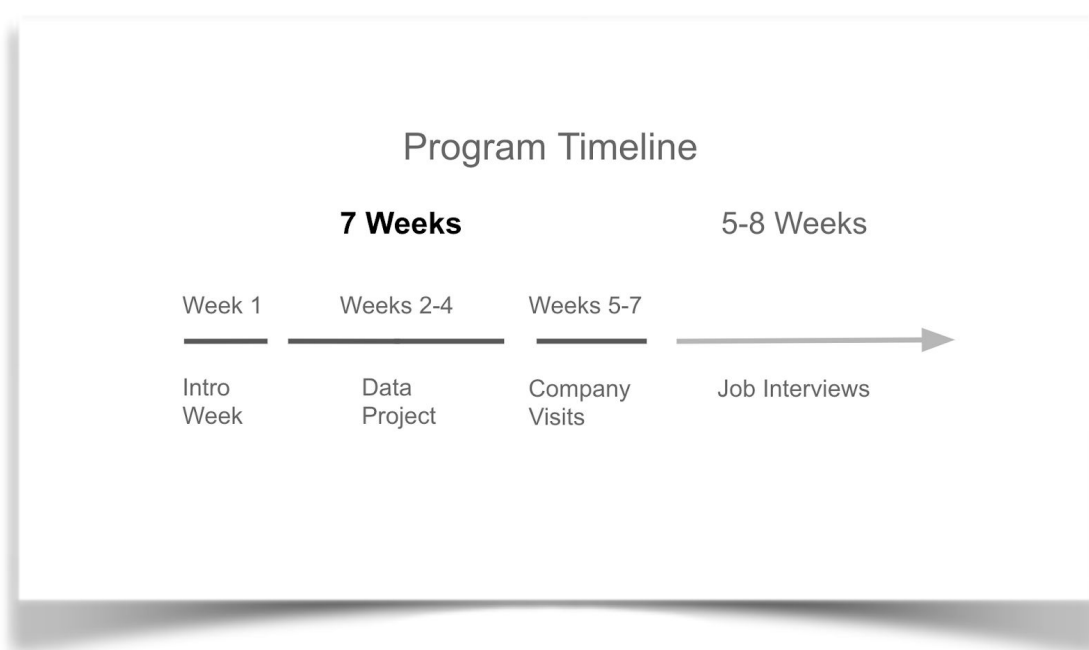 Program Timeline
7 Weeks
5-8 Weeks
Week 1
Weeks 2-4
Weeks 5-7
Intro
Week
Data
Project
Company
Visits
Job Interviews